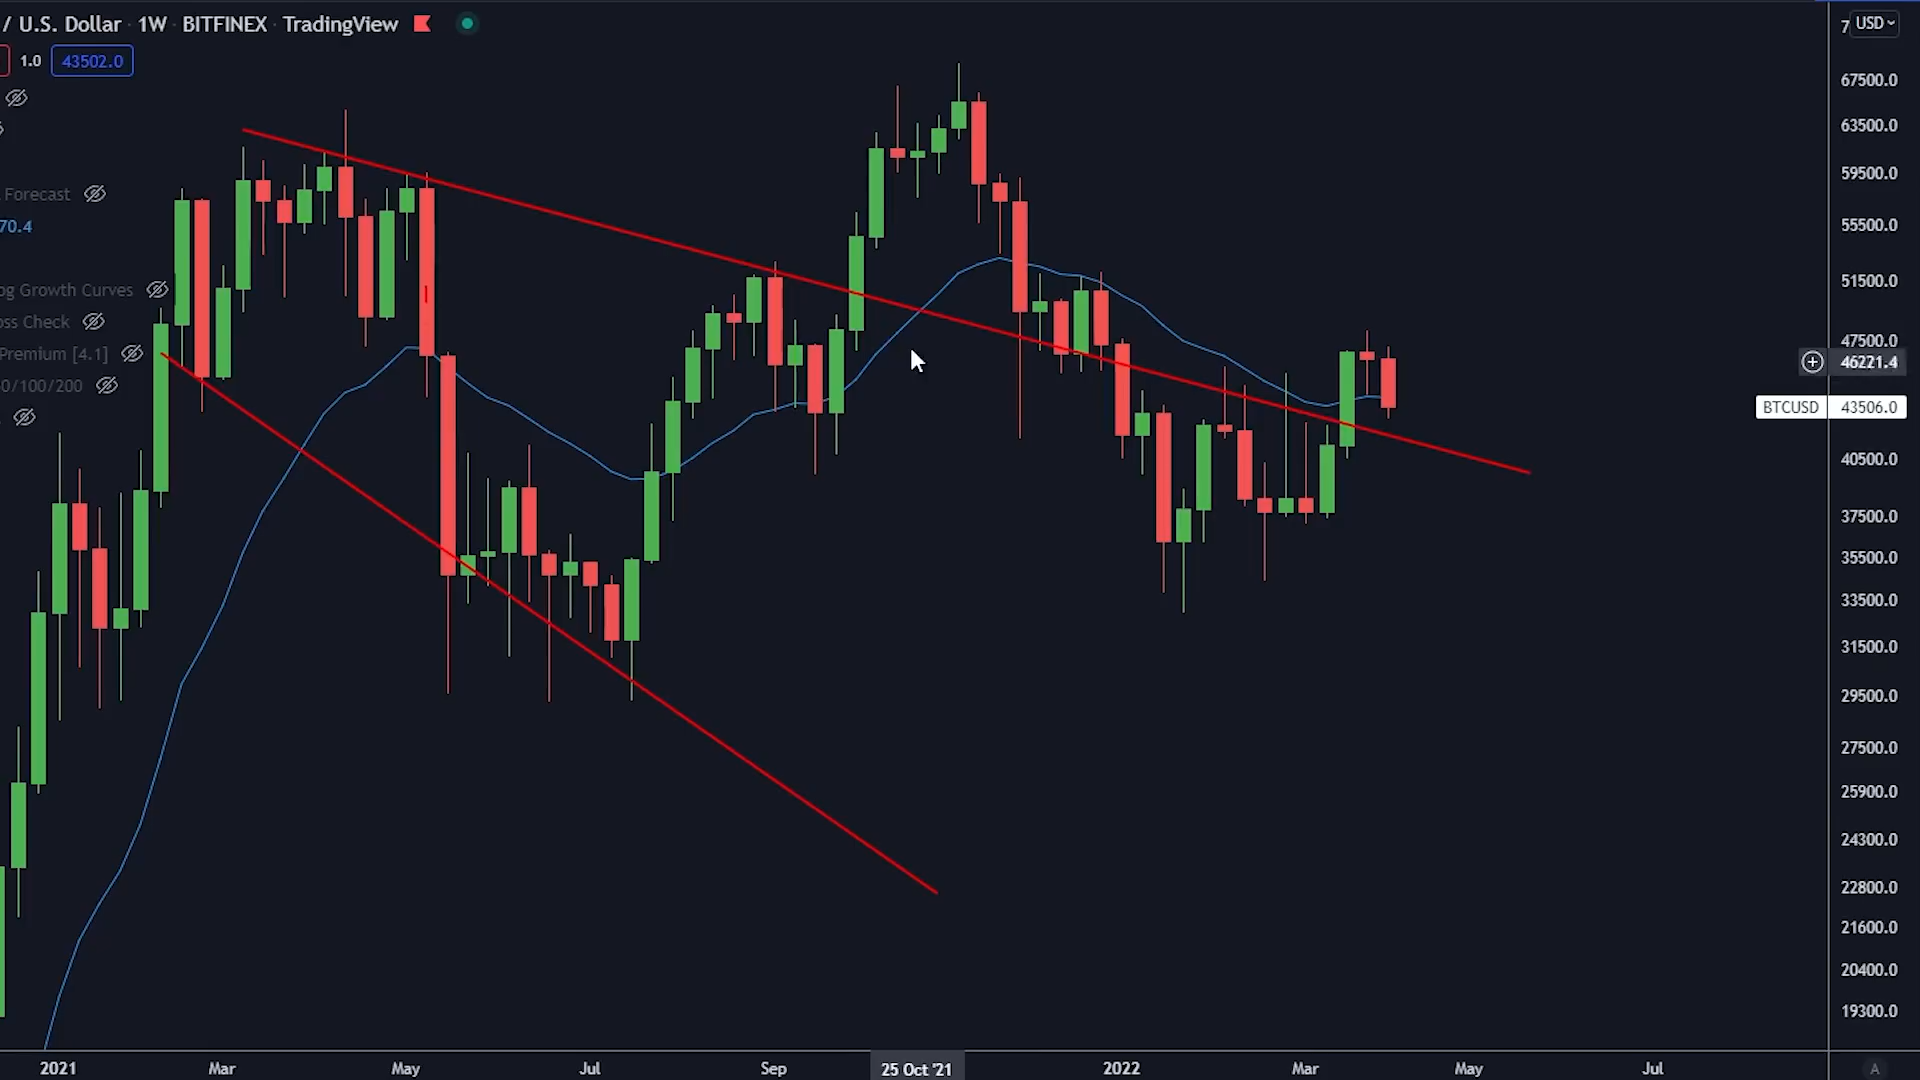 / U.S. Dollar · 1W · BITFINEX · TradingView
1.0 43502.0
Forecast
70.4
og Growth Curves
oss Check
Premium [4.1]
0/100/200
7 USD
67500.0
63500.0
59500.0
55500.0
51500.0
47500.0
46221.4
BTCUSD 43506.0
40500.0
37500.0
35500.0
33500.0
31500.0
29500.0
27500.0
25900.0
24300.0
22800.0
21600.0
20400.0
19300.0
2021 Mar May Jul Sep 25 Oct '21 2022 Mar May Jul A